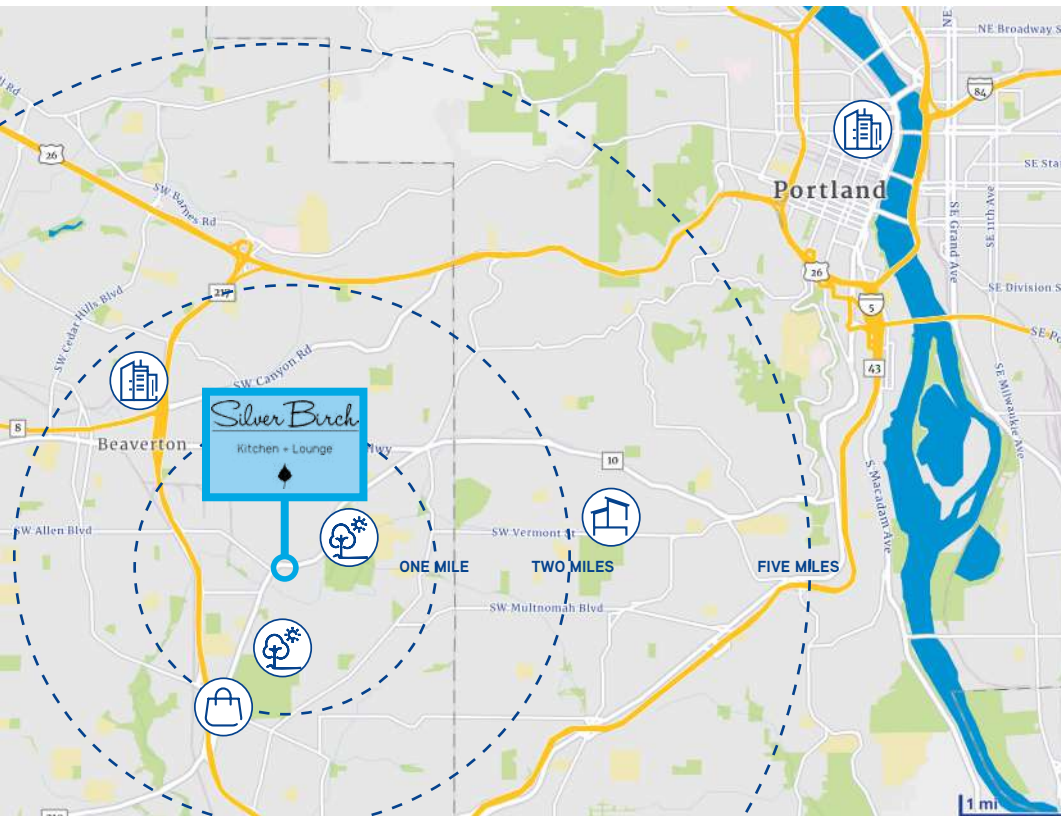 NE Broadway S
NE
84
26
SW Barnes Rd
SE Sta
Portland
SE Grand Ave
SE 11th Ave
26
217
SW Cedar Hills Blvd
SE Division S
5
SE Po
43
SW Canyon Rd
Silver Birch
Kitchen + Lounge
8
Beaverton
Hwy
10
SE Milwaukie Ave
S Macadam Ave
SW Allen Blvd
SW Vermont St
ONE MILE
TWO MILES
FIVE MILES
SW Multnomah Blvd
1 mi